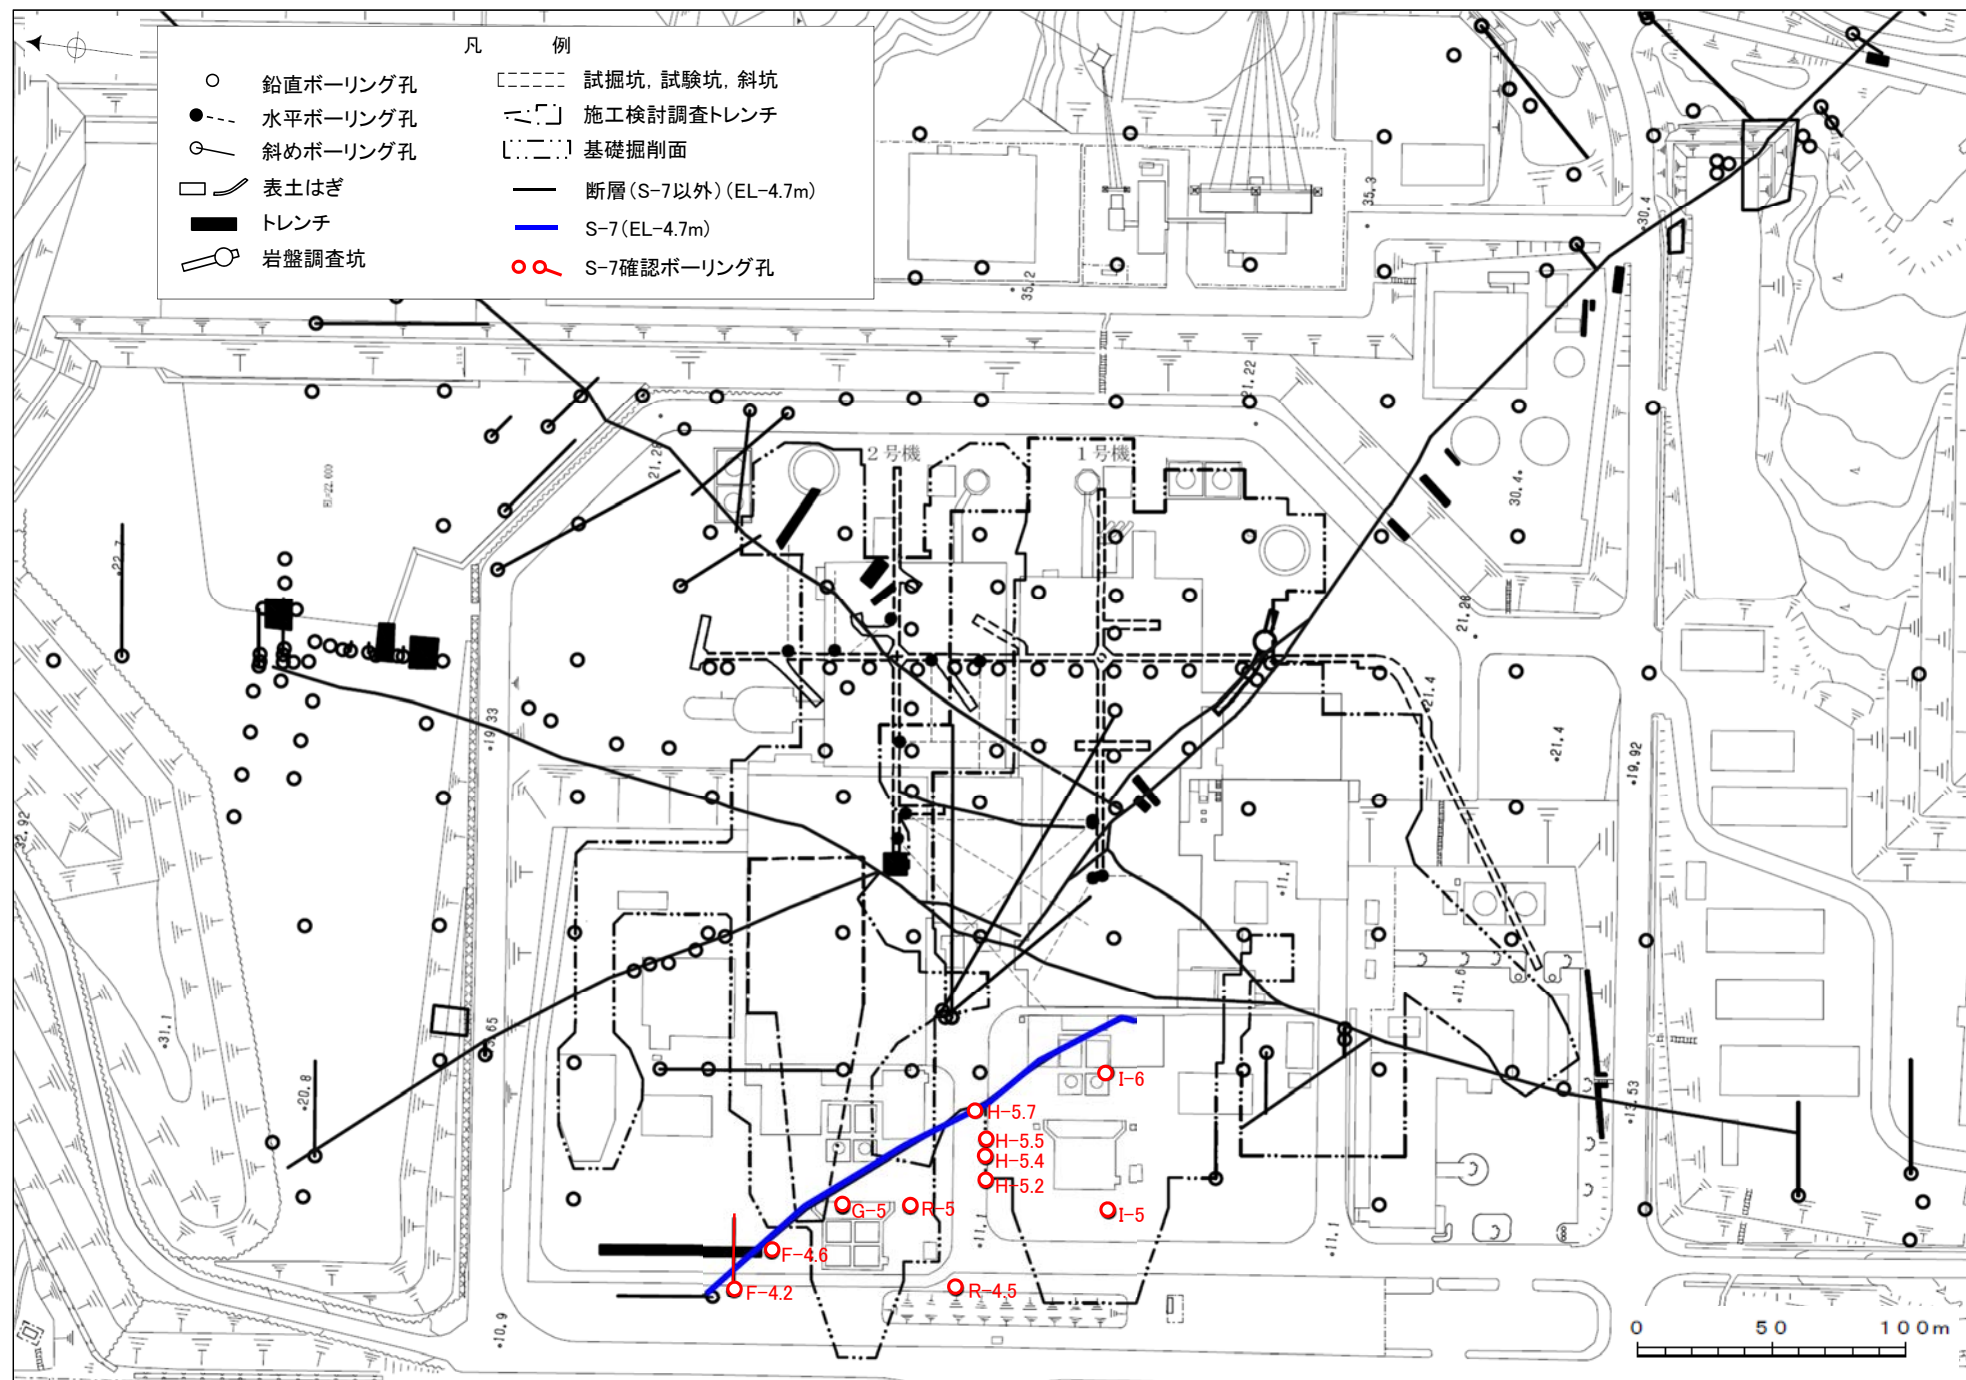 凡　例
鉛直ボーリング孔
水平ボーリング孔
斜めボーリング孔
表土はぎ
トレンチ
岩盤調査坑
試掘坑，試験坑，斜坑
施工検討調査トレンチ
基礎掘削面
断層(S-7以外)(EL-4.7m)
S-7(EL-4.7m)
S-7確認ボーリング孔
35.3
30.4
35.2
21.22
2号機
1号機
21.28
30.4
22.7
21.28
21.4
19.33
21.4
19.92
32.92
11.1
11.6
31.1
20.8
13.53
I-6
H-5.7
H-5.5
H-5.4
H-5.2
G-5
R-5
I-5
11.1
11.1
F-4.6
F-4.2
R-4.5
10.9
0 50 100m